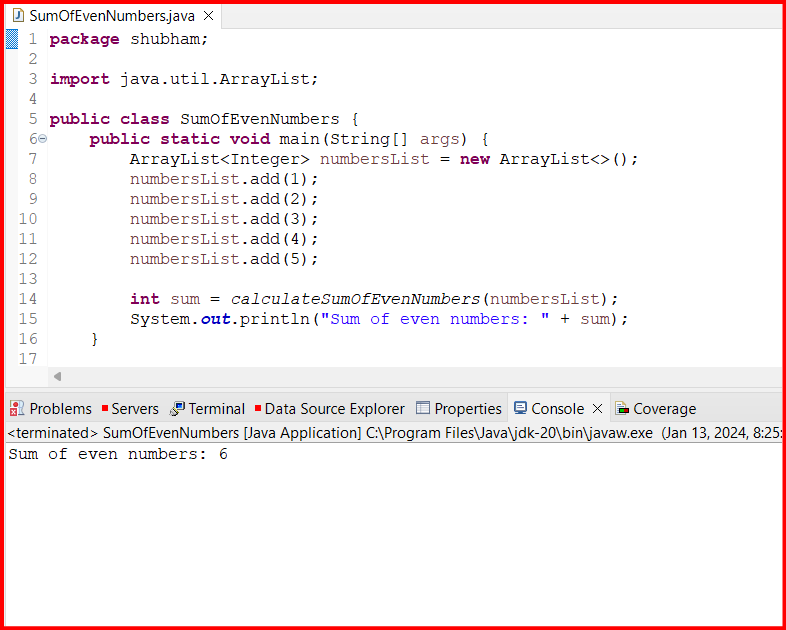 SumOfEvenNumbers.java
1 package shubham;
2
3 import java.util.ArrayList;
4
5 public class SumOfEvenNumbers {
6 public static void main(String[] args) {
7 ArrayList<Integer> numbersList = new ArrayList<>();
8 numbersList.add(1);
9 numbersList.add(2);
10 numbersList.add(3);
11 numbersList.add(4);
12 numbersList.add(5);
13
14 int sum = calculateSumOfEvenNumbers(numbersList);
15 System.out.println("Sum of even numbers: " + sum);
16 }
17
Problems Servers Terminal Data Source Explorer Properties Console Coverage
<terminated> SumOfEvenNumbers [Java Application] C:\Program Files\Java\jdk-20\bin\javaw.exe (Jan 13, 2024, 8:25:
Sum of even numbers: 6